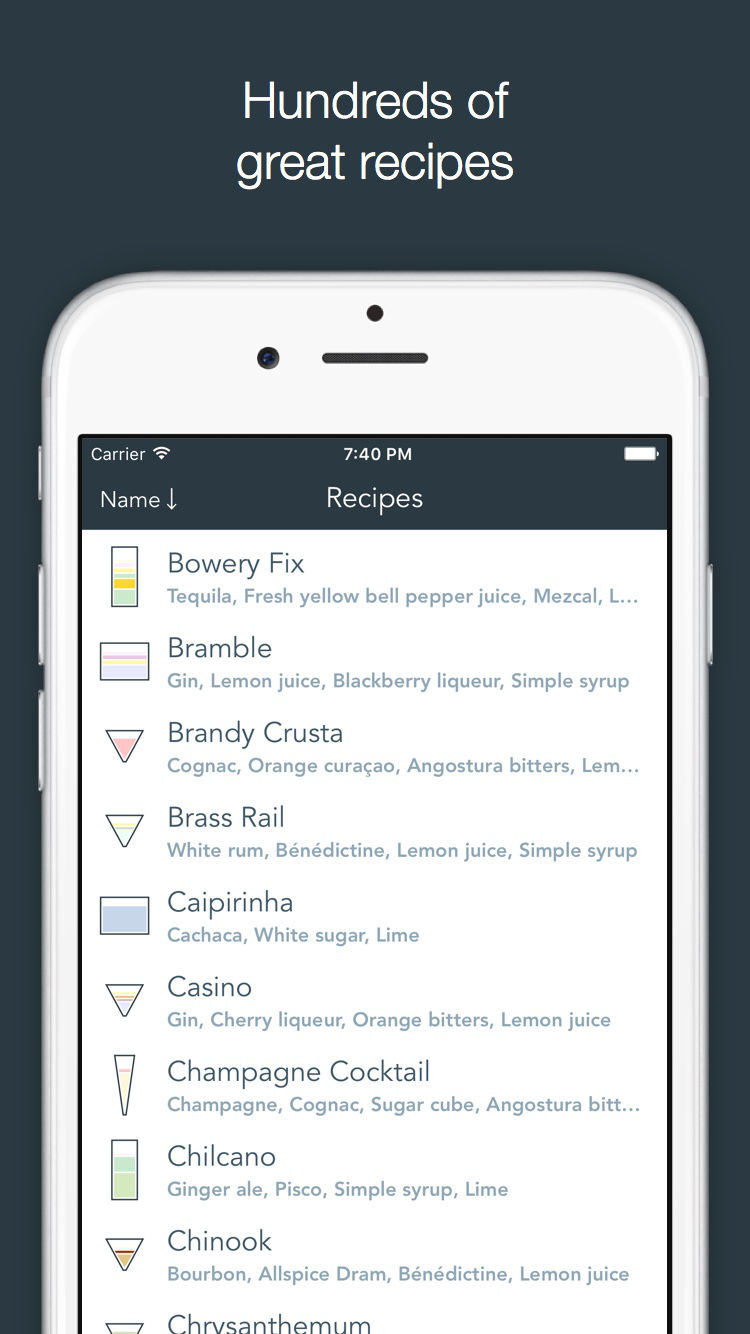 Hundreds of
great recipes
Carrier 7:40 PM
Name↓ Recipes
Bowery Fix
Tequila, Fresh yellow bell pepper juice, Mezcal, L...
Bramble
Gin, Lemon juice, Blackberry liqueur, Simple syrup
Brandy Crusta
Cognac, Orange curaçao, Angostura bitters, Lem...
Brass Rail
White rum, Bénédictine, Lemon juice, Simple syrup
Caipirinha
Cachaca, White sugar, Lime
Casino
Gin, Cherry liqueur, Orange bitters, Lemon juice
Champagne Cocktail
Champagne, Cognac, Sugar cube, Angostura bitt...
Chilcano
Ginger ale, Pisco, Simple syrup, Lime
Chinook
Bourbon, Allspice Dram, Bénédictine, Lemon juice
Chrysanthemum